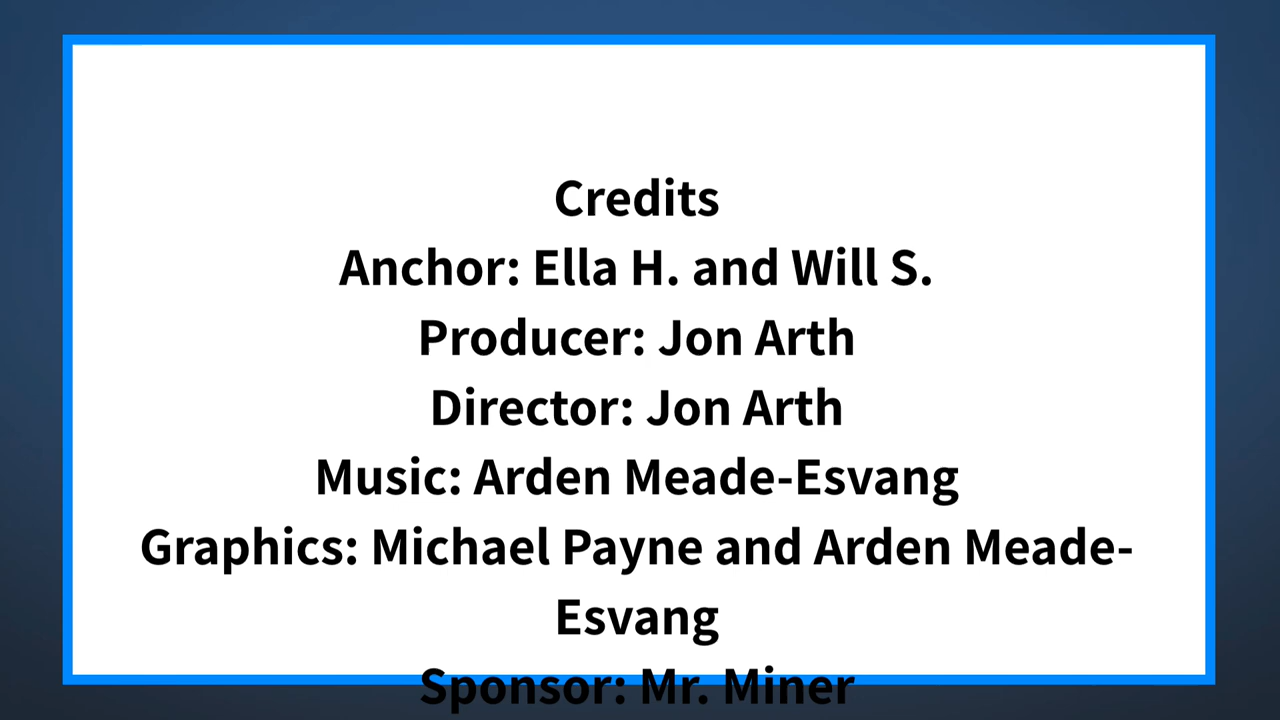 Credits
Anchor: Ella H. and Will S.
Producer: Jon Arth
Director: Jon Arth
Music: Arden Meade-Esvang
Graphics: Michael Payne and Arden Meade-
Esvang
Sponsor: Mr. Miner